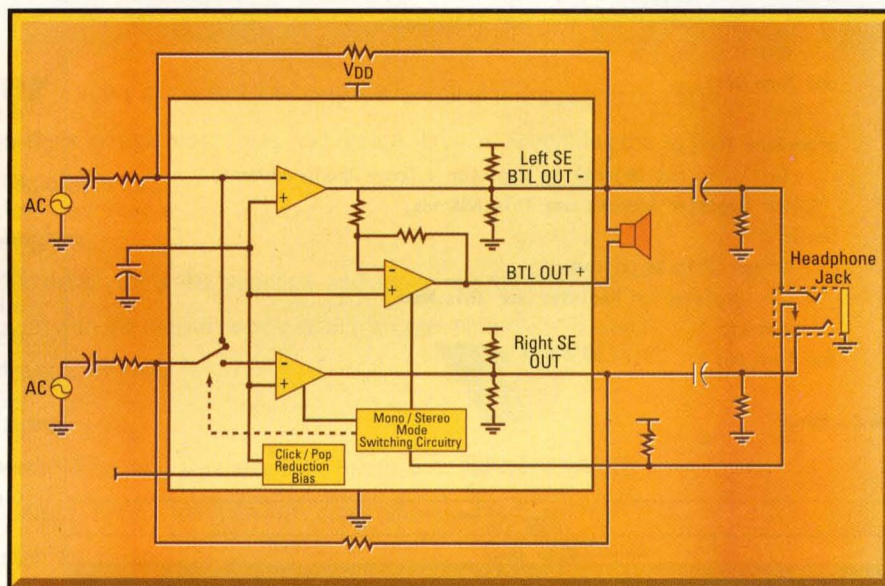 VDD
Left SE
BTL OUT -
AC
-
+
Headphone
Jack
-
+
BTL OUT +
Right SE
OUT
AC
-
+
Mono / Stereo
Mode
Switching Circuitry
Click / Pop
Reduction
Bias